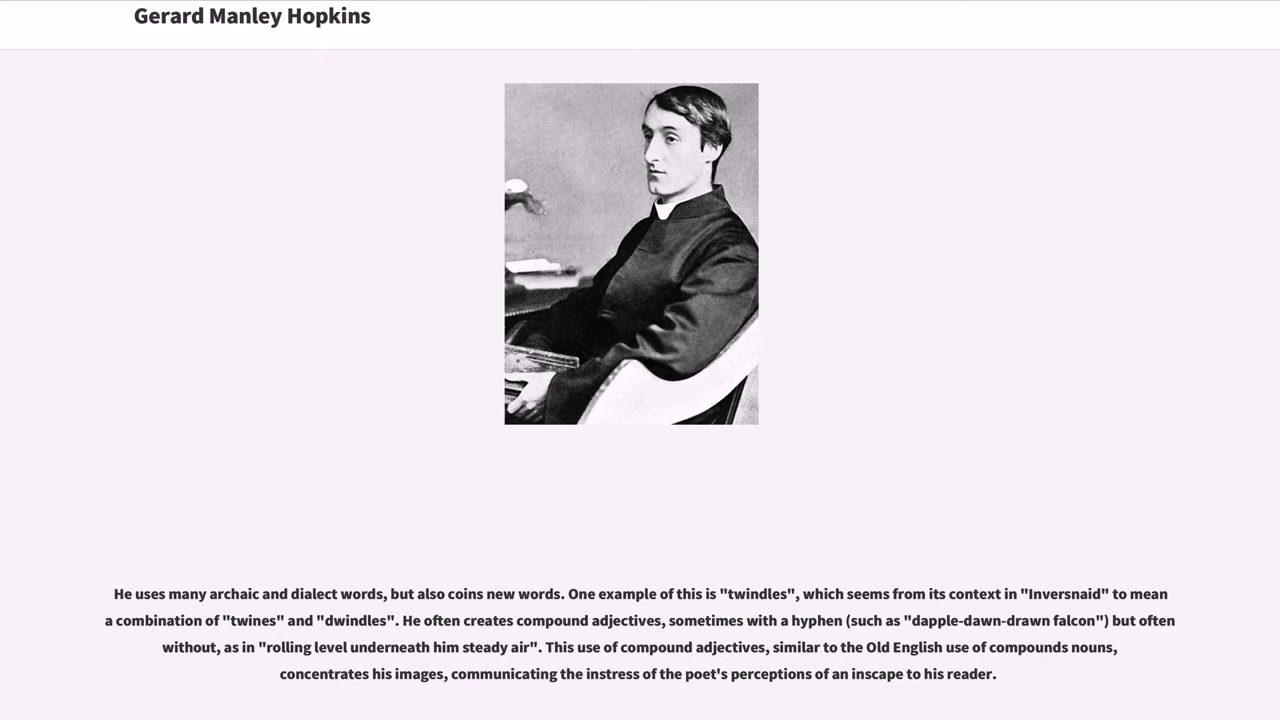 Gerard Manley Hopkins
He uses many archaic and dialect words, but also coins new words. One example of this is "twindles", which seems from its context in "Inversnaid" to mean
a combination of "twines" and "dwindles". He often creates compound adjectives, sometimes with a hyphen (such as "dapple-dawn-drawn falcon") but often
without, as in "rolling level underneath him steady air". This use of compound adjectives, similar to the Old English use of compounds nouns,
concentrates his images, communicating the instress of the poet's perceptions of an inscape to his reader.